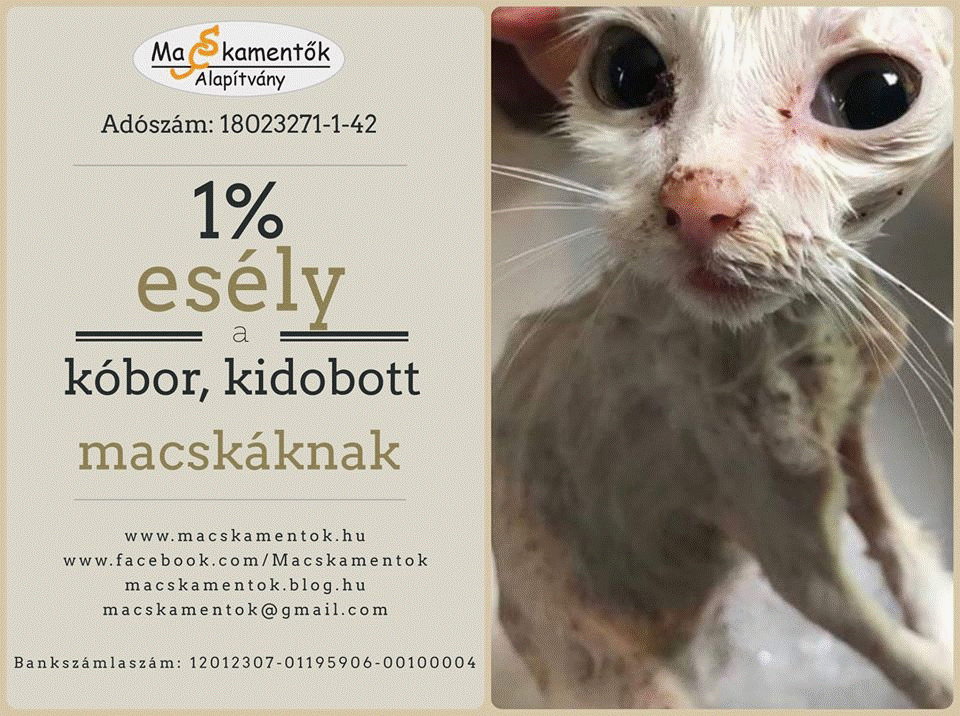 MacSkamentők
Alapítvány
Adószám: 18023271-1-42
1%
esély
a
kóbor, kidobott
macskáknak
www.macskamentok.hu
www.facebook.com/Macskamentok
macskamentok.blog.hu
macskamentok@gmail.com
Bankszámlaszám: 12012307-01195906-00100004